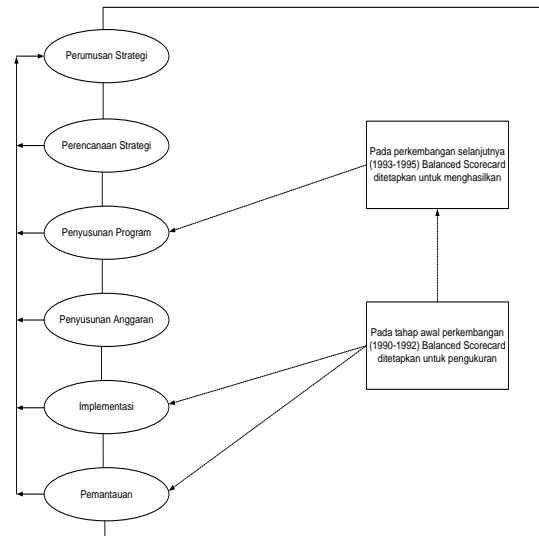 Perumusan Strategi
Perencanaan Strategi
Pada perkembangan selanjutnya
(1993-1995) Balanced Scorecard
ditetapkan untuk menghasilkan
Penyusunan Program
Penyusunan Anggaran
Pada tahap awal perkembangan
(1990-1992) Balanced Scorecard
ditetapkan untuk pengukuran
Implementasi
Pemantauan